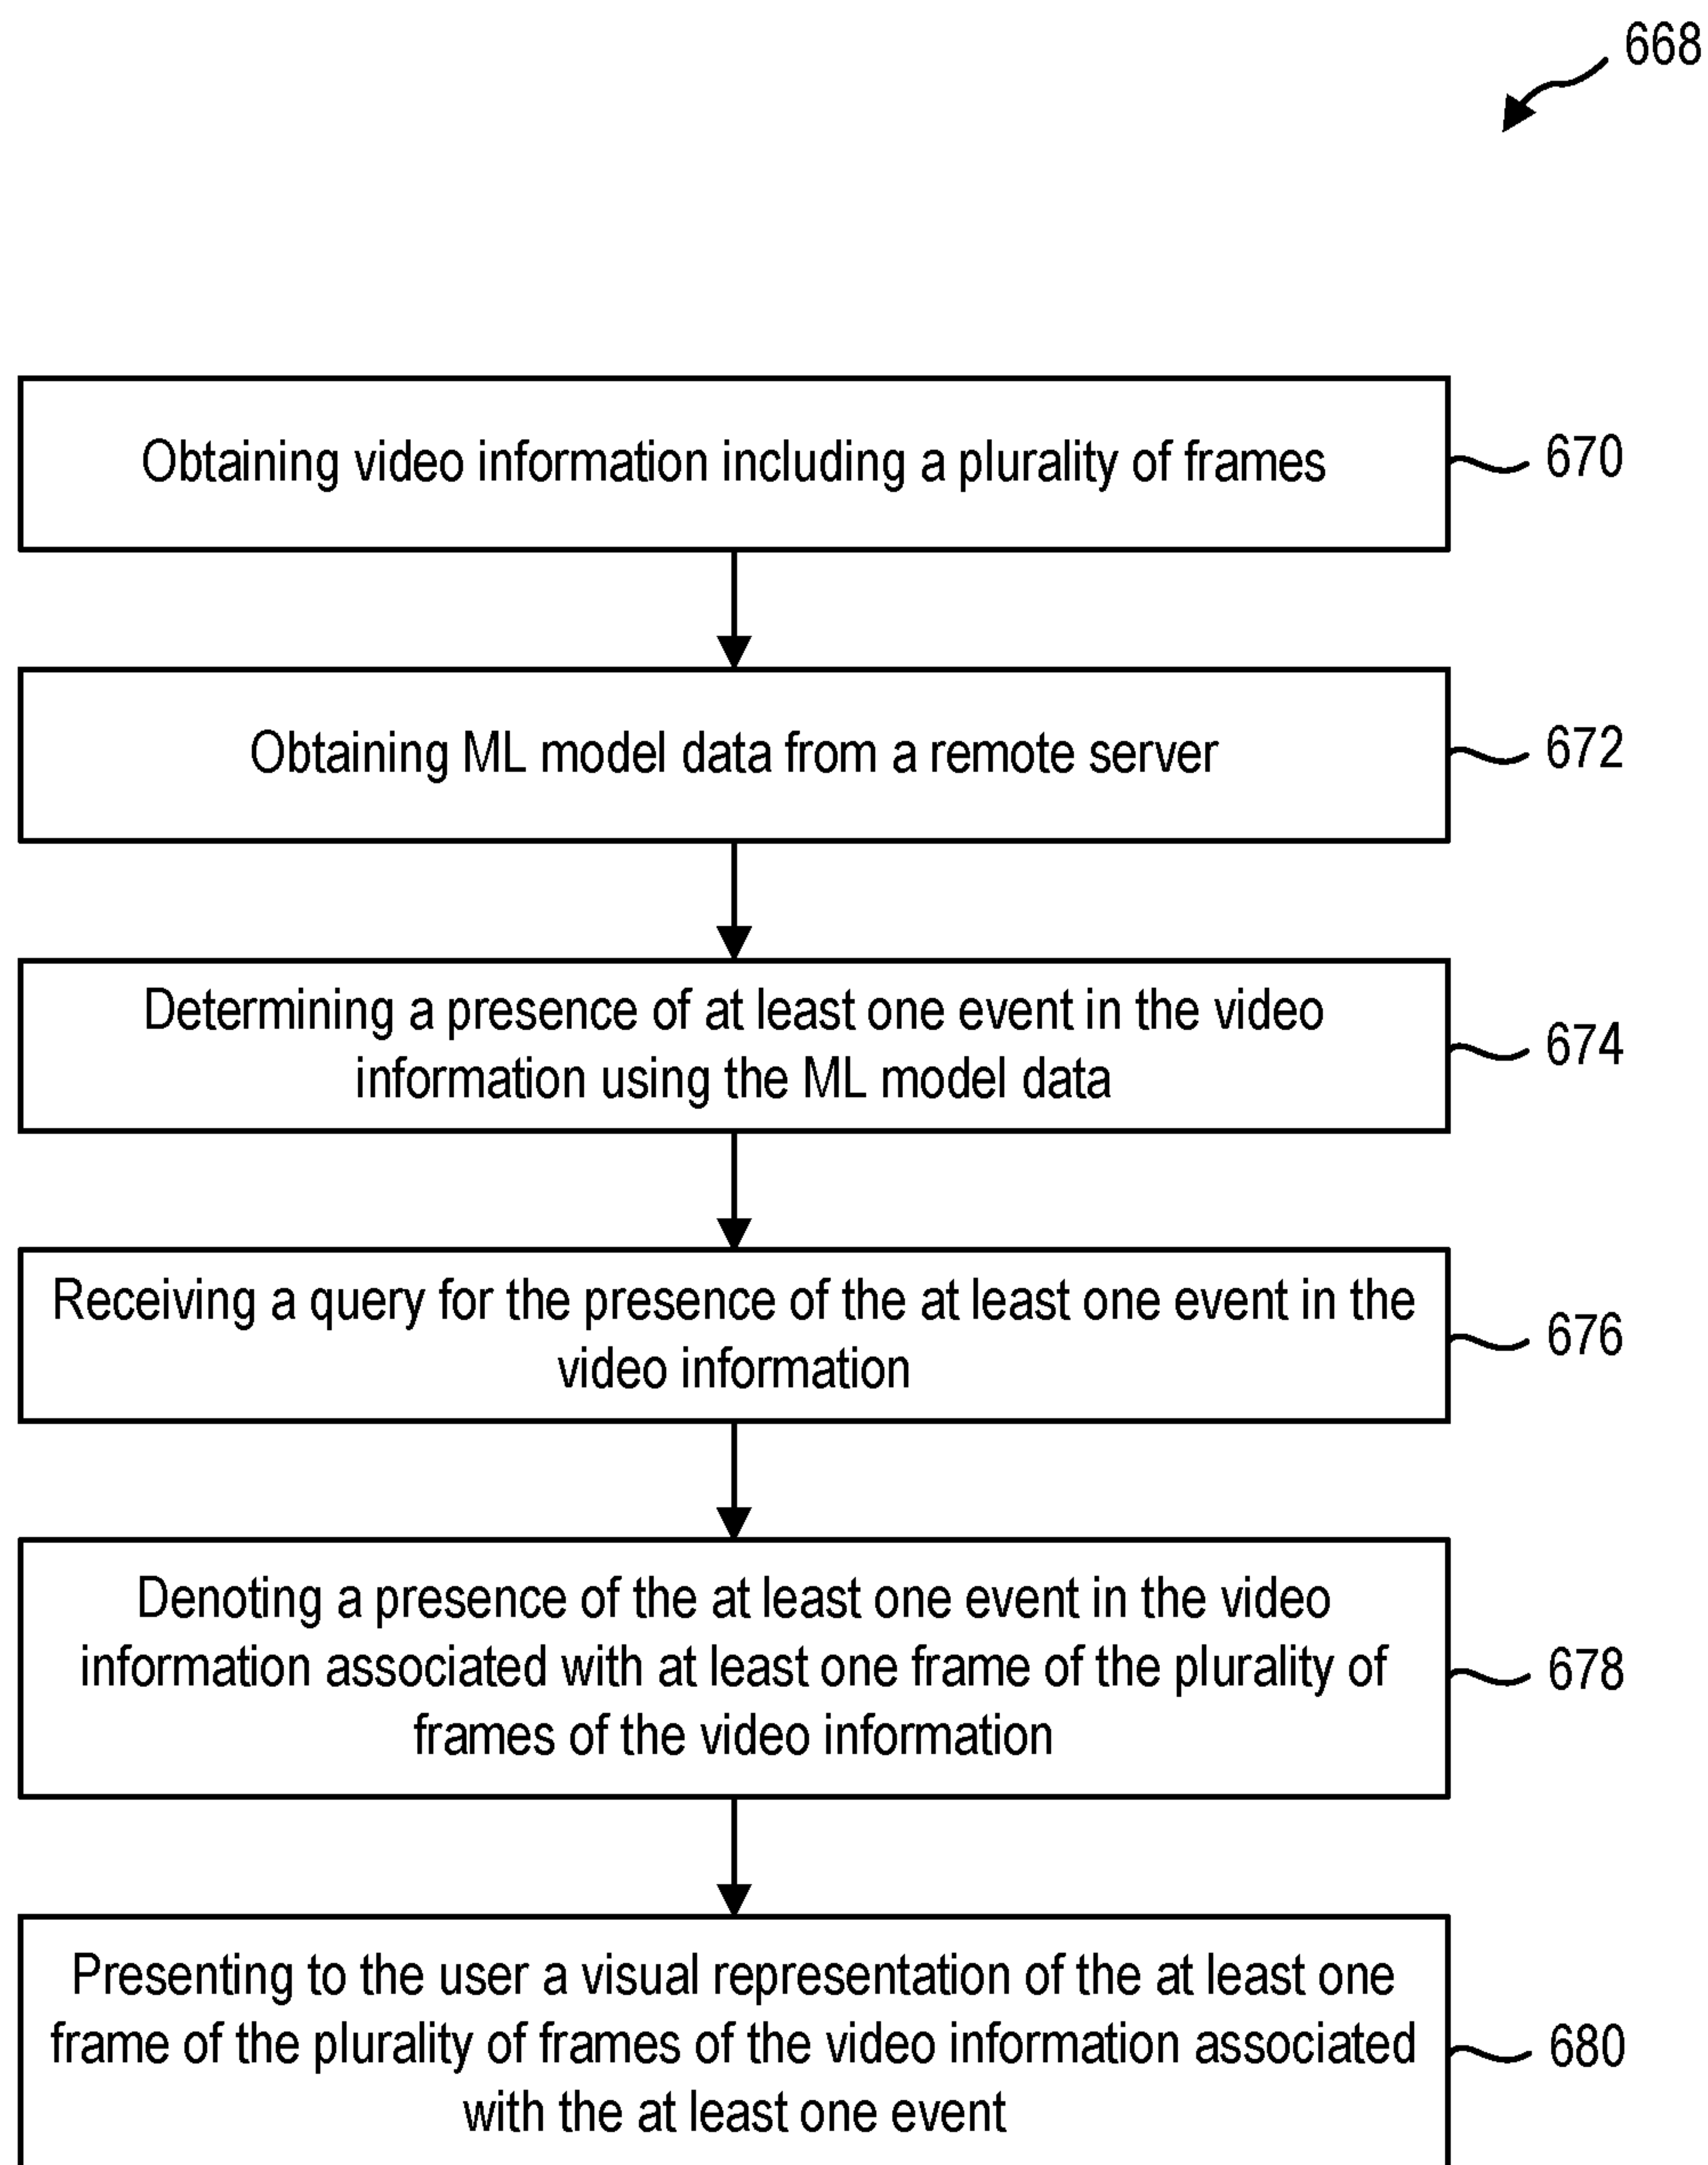 668
Obtaining video information including a plurality of frames
670
Obtaining ML model data from a remote server
672
Determining a presence of at least one event in the video
information using the ML model data
674
Receiving a query for the presence of the at least one event in the
video information
676
Denoting a presence of the at least one event in the video
information associated with at least one frame of the plurality of
frames of the video information
678
Presenting to the user a visual representation of the at least one
frame of the plurality of frames of the video information associated
with the at least one event
680